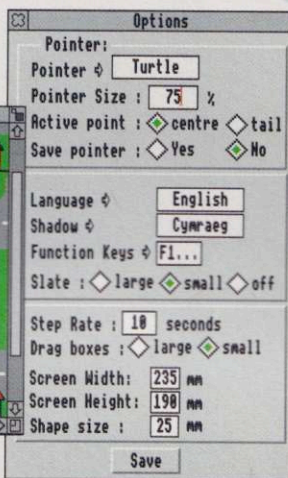 Options
Pointer:
Pointer Turtle
Pointer Size : 75 %
Active point : centre tail
Save pointer : Yes No
Language English
Shadow Cymraeg
Function Keys F1...
Slate : large small off
Step Rate : 10 seconds
Drag boxes : large small
Screen Width: 235 mm
Screen Height: 190 mm
Shape size : 25 mm
Save